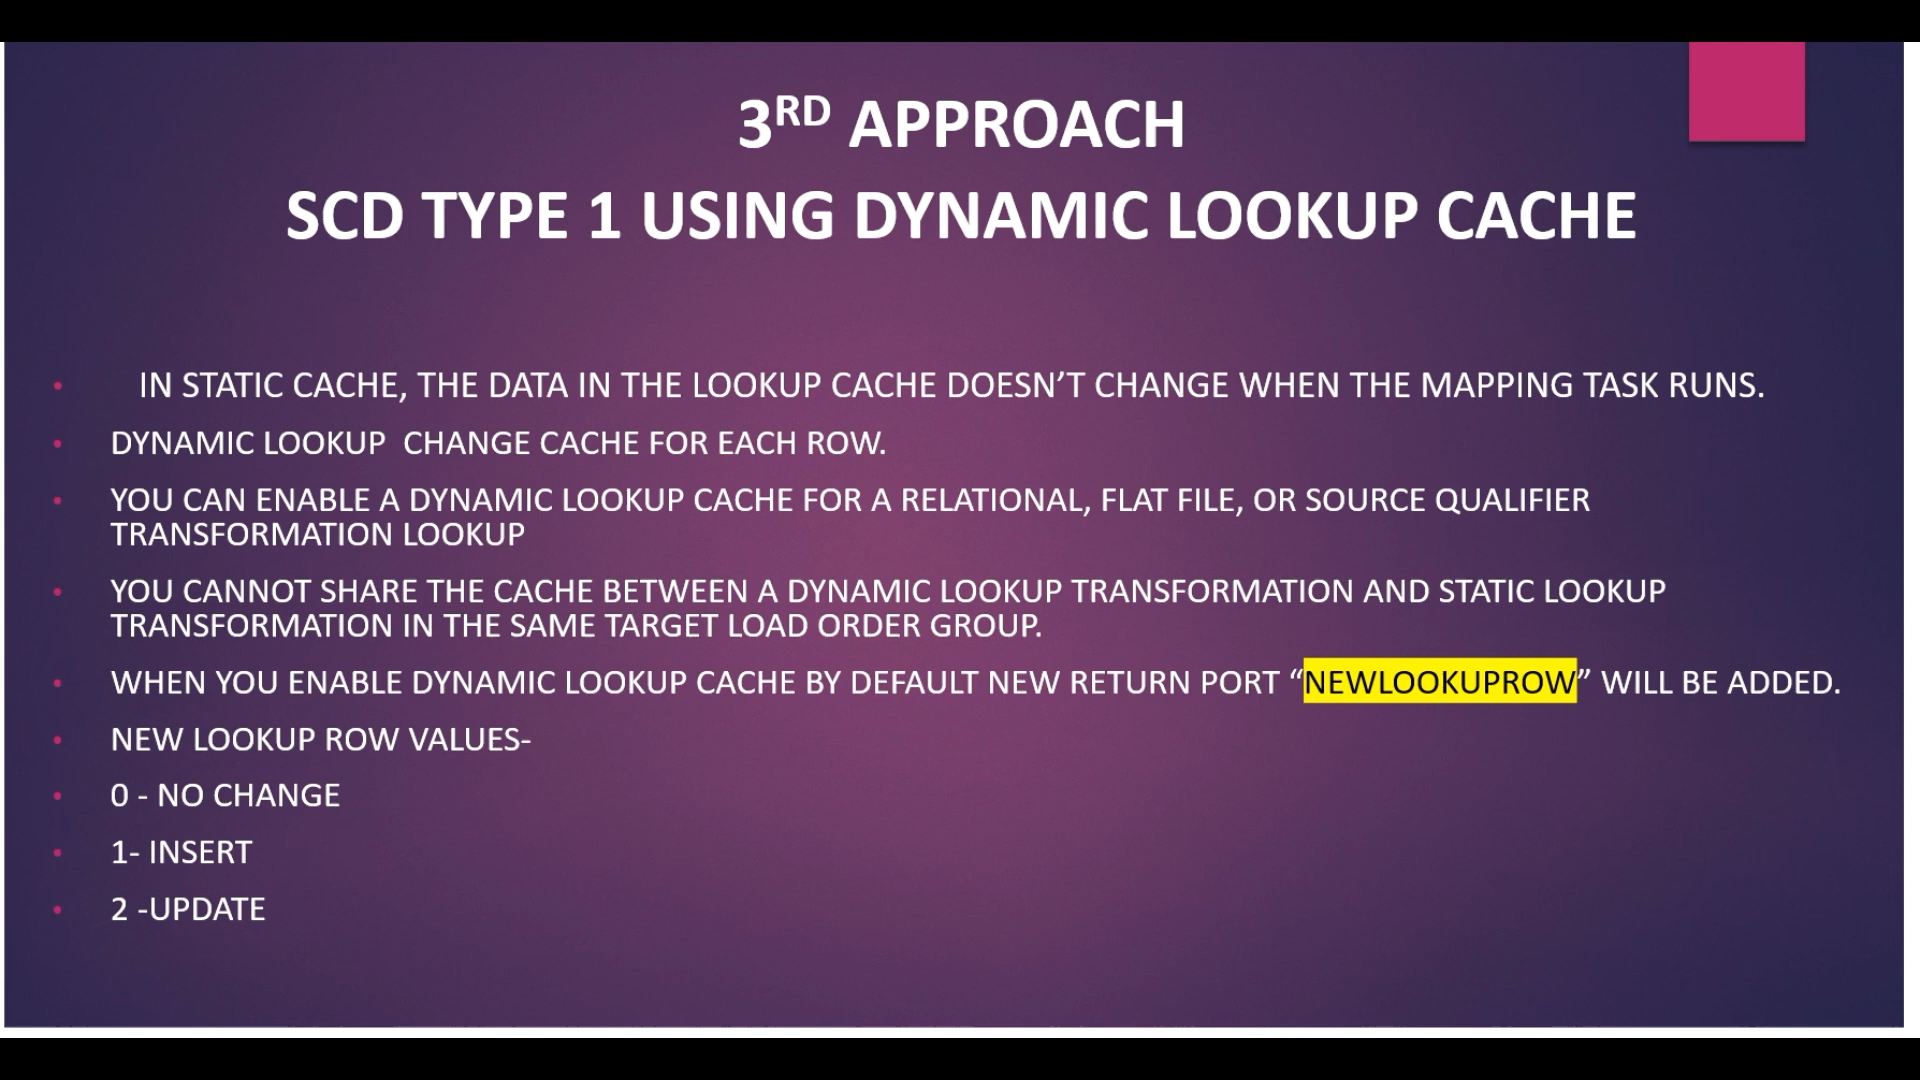 3RD APPROACH
SCD TYPE 1 USING DYNAMIC LOOKUP CACHE
• IN STATIC CACHE, THE DATA IN THE LOOKUP CACHE DOESN’T CHANGE WHEN THE MAPPING TASK RUNS.
• DYNAMIC LOOKUP CHANGE CACHE FOR EACH ROW.
• YOU CAN ENABLE A DYNAMIC LOOKUP CACHE FOR A RELATIONAL, FLAT FILE, OR SOURCE QUALIFIER
TRANSFORMATION LOOKUP
• YOU CANNOT SHARE THE CACHE BETWEEN A DYNAMIC LOOKUP TRANSFORMATION AND STATIC LOOKUP
TRANSFORMATION IN THE SAME TARGET LOAD ORDER GROUP.
• WHEN YOU ENABLE DYNAMIC LOOKUP CACHE BY DEFAULT NEW RETURN PORT “NEWLOOKUPROW” WILL BE ADDED.
• NEW LOOKUP ROW VALUES-
• 0 - NO CHANGE
• 1- INSERT
• 2 -UPDATE